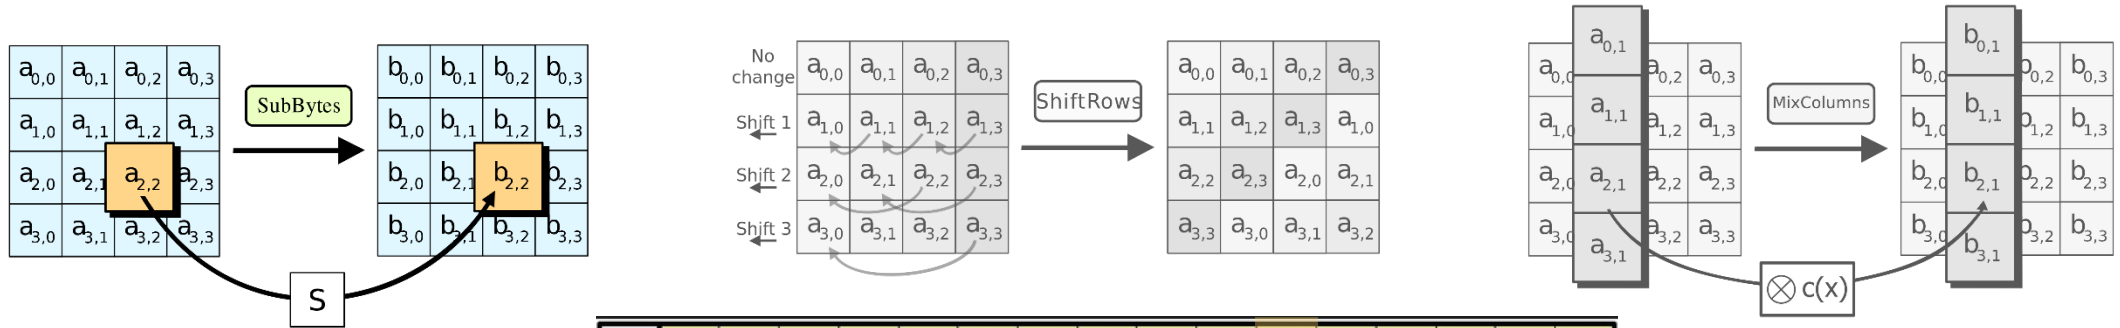 a0,0 a0,1 a0,2 a0,3
a1,0 a1,1 a1,2 a1,3
a2,0 a2,1 a2,2 a2,3
a3,0 a3,1 a3,2 a3,3
SubBytes
b0,0 b0,1 b0,2 b0,3
b1,0 b1,1 b1,2 b1,3
b2,0 b2,1 b2,2 b2,3
b3,0 b3,1 b3,2 b3,3
S
No
change
a0,0 a0,1 a0,2 a0,3
Shift 1 a1,0 a1,1 a1,2 a1,3
Shift 2 a2,0 a2,1 a2,2 a2,3
Shift 3 a3,0 a3,1 a3,2 a3,3
ShiftRows
a0,0 a0,1 a0,2 a0,3
a1,1 a1,2 a1,3 a1,0
a2,2 a2,3 a2,0 a2,1
a3,3 a3,0 a3,1 a3,2
a0,0 a0,1 a0,2 a0,3
a1,0 a1,1 a1,2 a1,3
a2,0 a2,1 a2,2 a2,3
a3,0 a3,1 a3,2 a3,3
MixColumns
b0,0 b0,1 b0,2 b0,3
b1,0 b1,1 b1,2 b1,3
b2,0 b2,1 b2,2 b2,3
b3,0 b3,1 b3,2 b3,3
⊗ c(x)